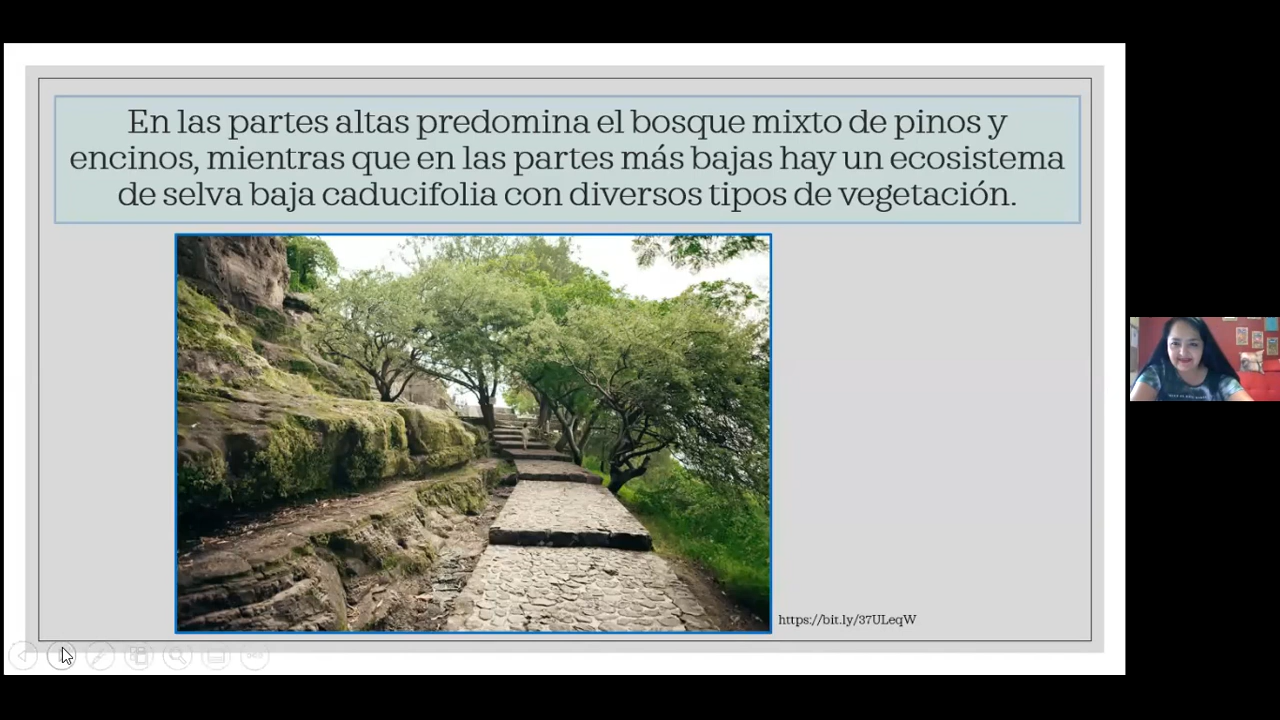 En las partes altas predomina el bosque mixto de pinos y
encinos, mientras que en las partes más bajas hay un ecosistema
de selva baja caducifolia con diversos tipos de vegetación.
https://bit.ly/37ULeqW